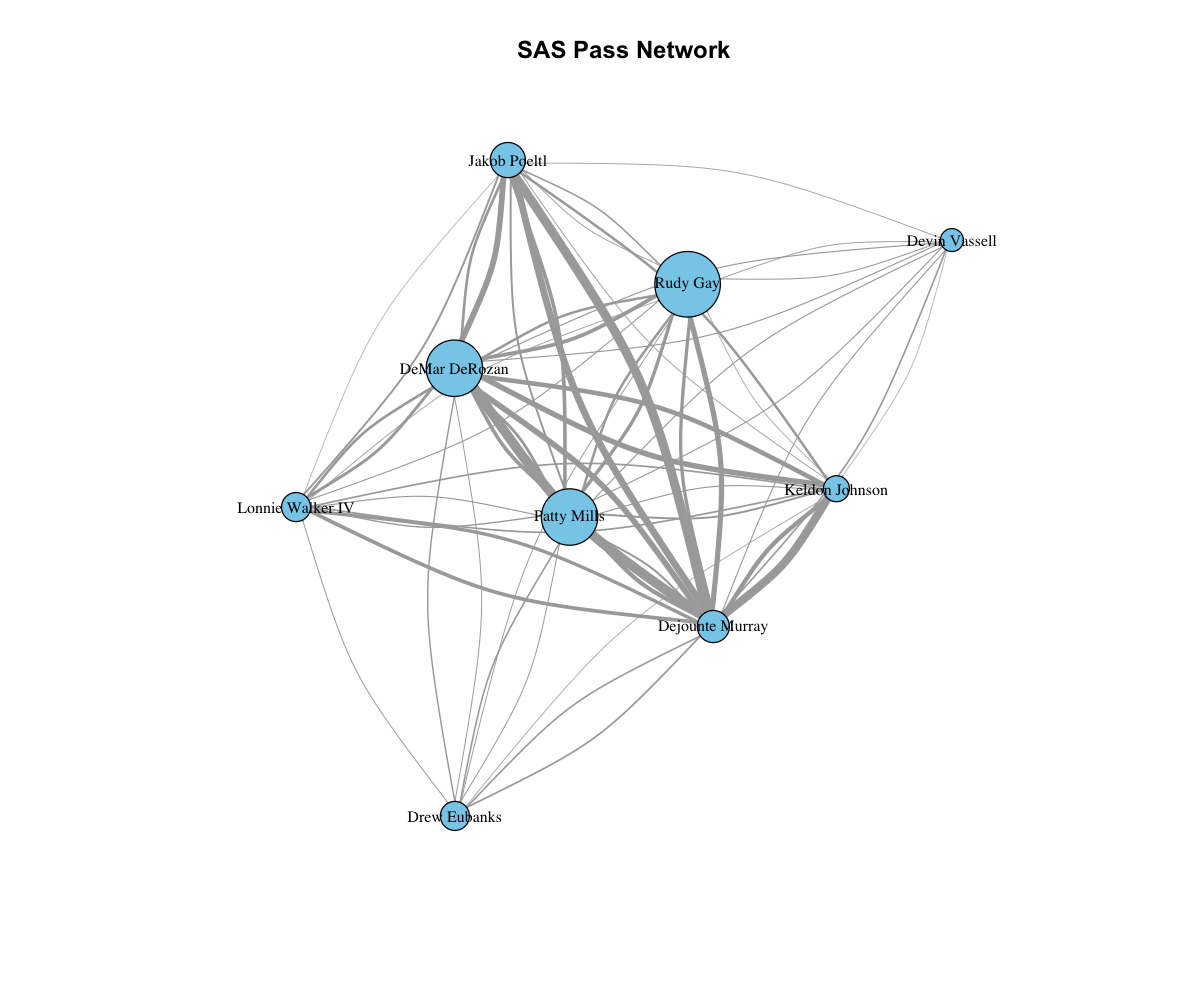 SAS Pass Network
Jakob Poeltl
Devin Vassell
Rudy Gay
DeMar DeRozan
Keldon Johnson
Lonnie Walker IV
Patty Mills
Dejounte Murray
Drew Eubanks